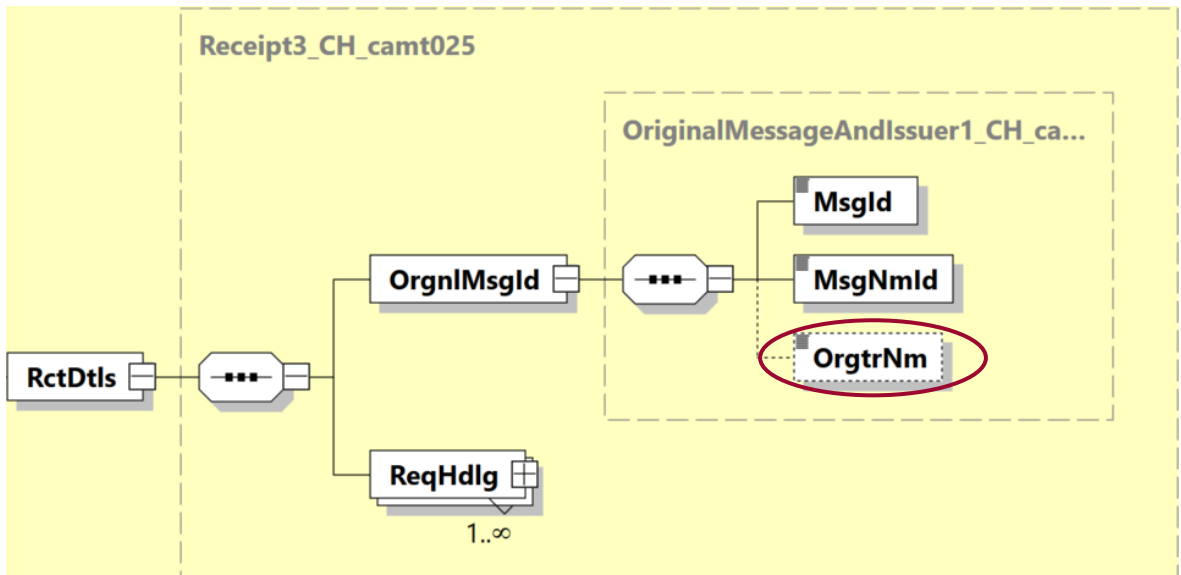 Receipt3_CH_camt025
OriginalMessageAndIssuer1_CH_ca...
MsgId
OrgnlMsgId
MsgNmId
OrgtrNm
RctDtls
ReqHdlg
1..∞